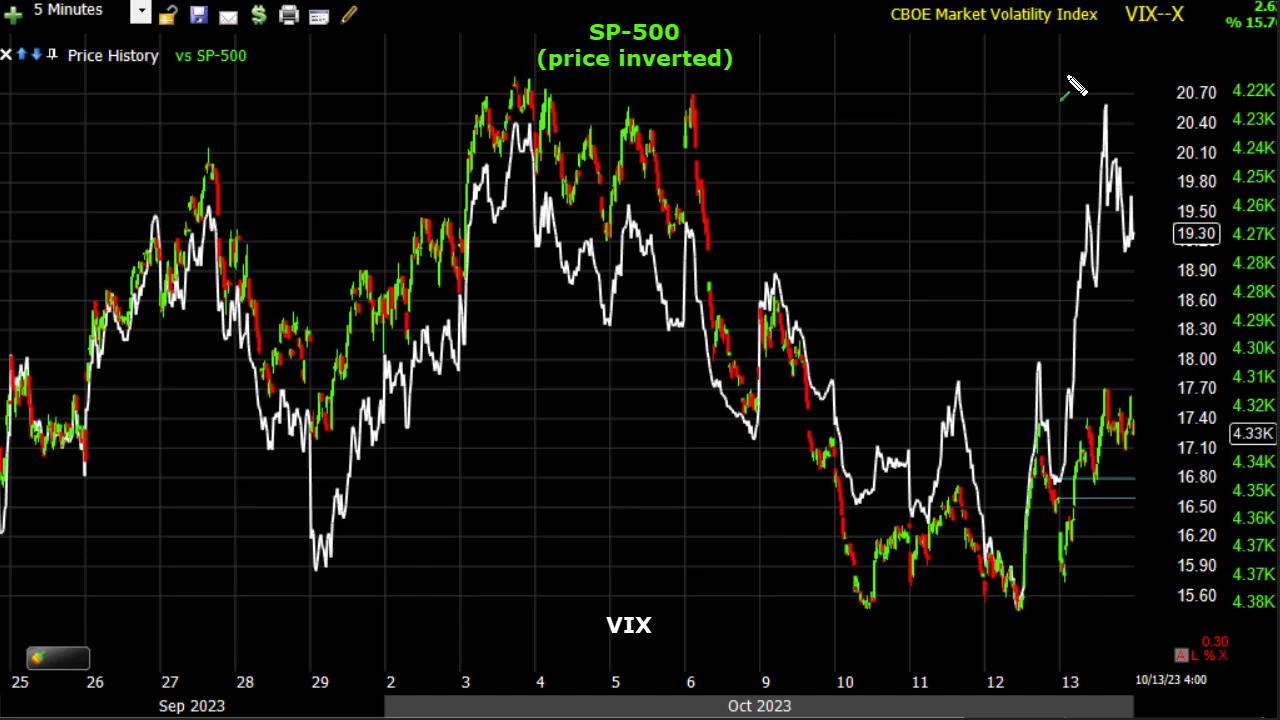 5 Minutes
CBOE Market Volatility Index
VIX--X
2.6
% 15.7
SP-500
(price inverted)
Price History
vs SP-500
20.70
20.40
20.10
19.80
19.50
19.30
18.90
18.60
18.30
18.00
17.70
17.40
17.10
16.80
16.50
16.20
15.90
15.60
4.22K
4.23K
4.24K
4.25K
4.26K
4.27K
4.28K
4.28K
4.29K
4.30K
4.31K
4.32K
4.33K
4.34K
4.35K
4.36K
4.37K
4.37K
4.38K
VIX
0.30
A L % X
25 26 27 28 29 2 3 4 5 6 9 10 11 12 13
10/13/23 4:00
Sep 2023
Oct 2023